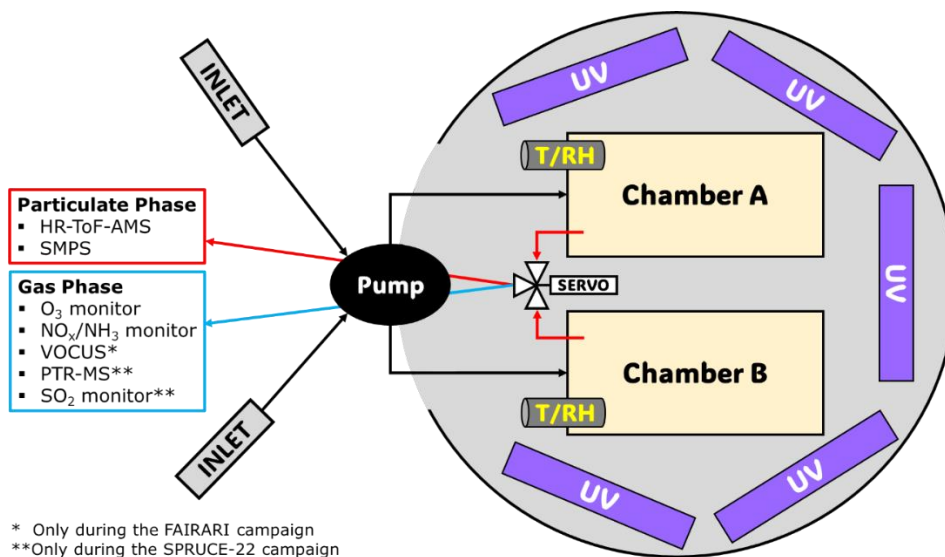 INLET
UV
UV
T/RH
Chamber A
Particulate Phase
▪ HR-ToF-AMS
▪ SMPS
Pump
SERVO
UV
Gas Phase
▪ O₃ monitor
▪ NOₓ/NH₃ monitor
▪ VOCUS*
▪ PTR-MS**
▪ SO₂ monitor**
Chamber B
T/RH
INLET
UV
UV
* Only during the FAIRARI campaign
**Only during the SPRUCE-22 campaign